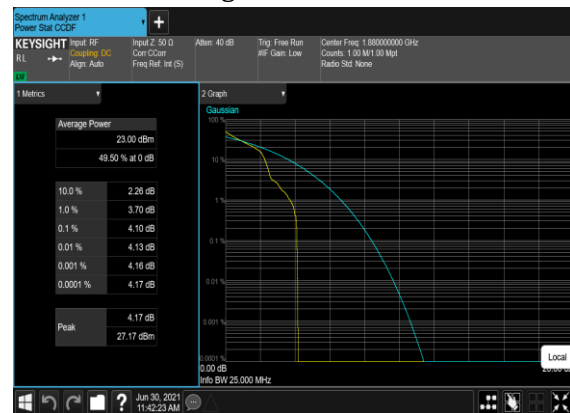 Spectrum Analyzer 1
Power Stat CCDF
+
KEYSIGHT
RL
Input: RF
Coupling: DC
Align: Auto
Input Z: 50 Ω
Corr CCorr
Freq Ref: Int (S)
Atten: 40 dB
Trig: Free Run
#IF Gain: Low
Center Freq: 1.880000000 GHz
Counts: 1.00 M/1.00 Mpt
Radio Std: None
LW
1 Metrics
Average Power
23.00 dBm
49.50 % at 0 dB
10.0 % 2.26 dB
1.0 % 3.70 dB
0.1 % 4.10 dB
0.01 % 4.13 dB
0.001 % 4.16 dB
0.0001 % 4.17 dB
Peak
4.17 dB
27.17 dBm
2 Graph
Gaussian
100 %
10 %
1 %
0.1 %
0.01 %
0.001 %
0.0001 %
0.00 dB
Info BW 25.000 MHz
Local
?
Jun 30, 2021
11:42:23 AM